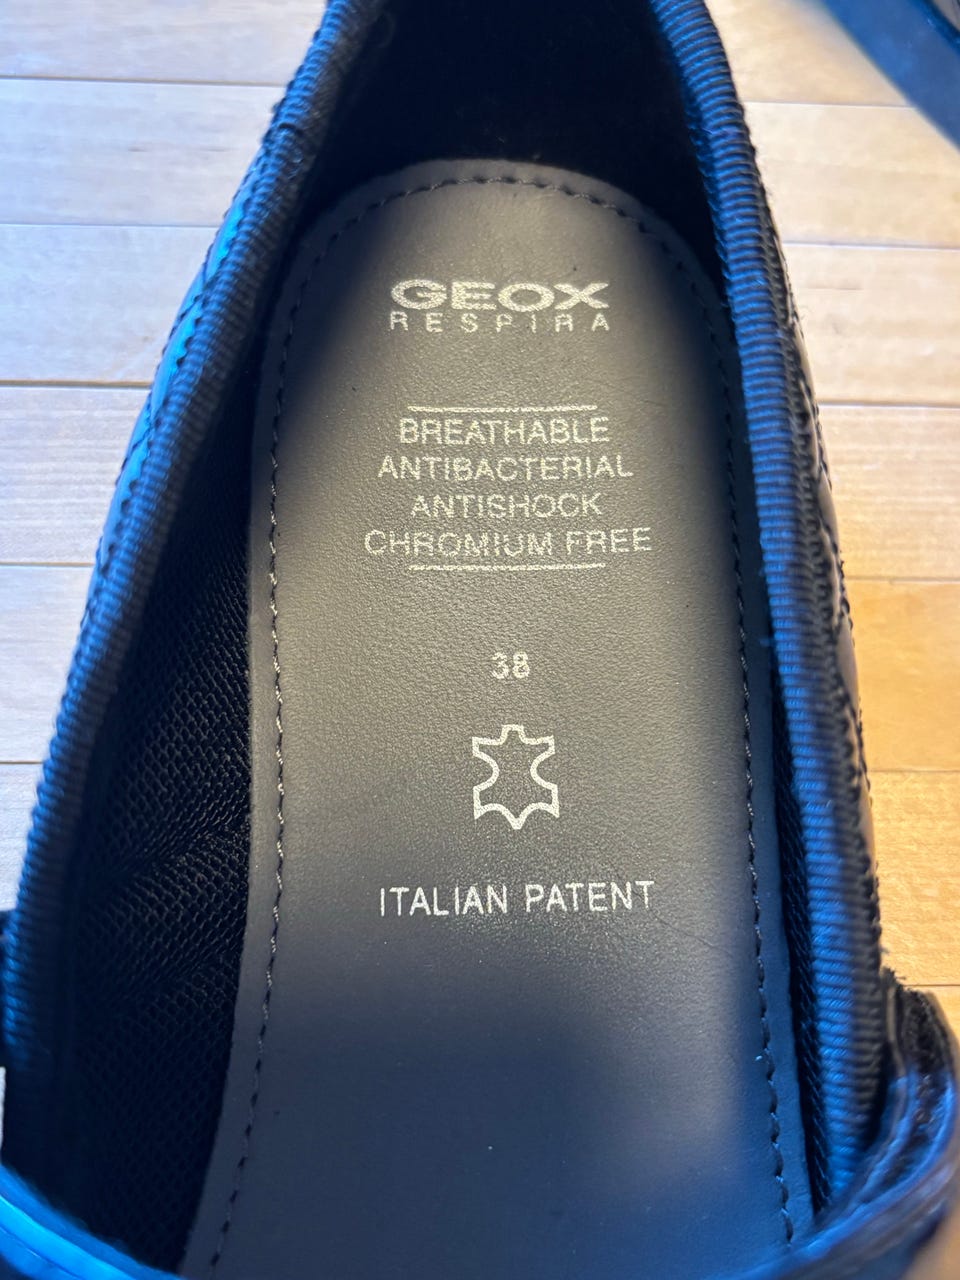 GEOX
RESPIRA
BREATHABLE
ANTIBACTERIAL
ANTISHOCK
CHROMIUM FREE
38
ITALIAN PATENT